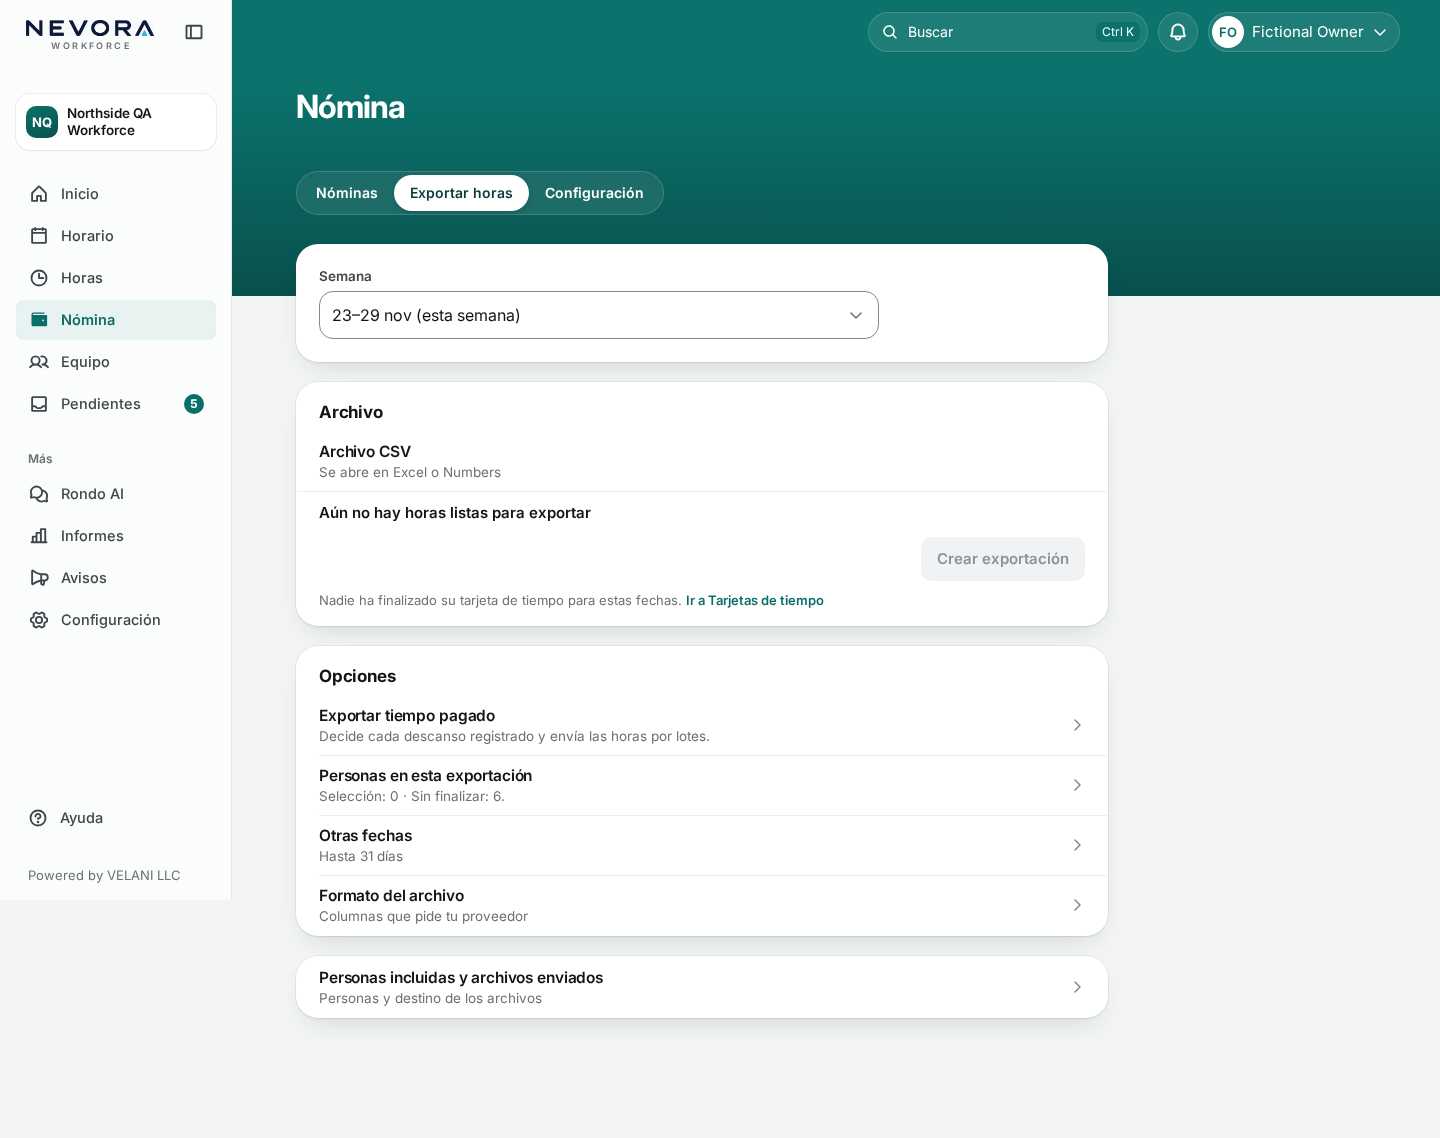 NEVORA
WORKFORCE
Buscar
Ctrl K
FO
Fictional Owner
NQ
Northside QA
Workforce
Nómina
Inicio
Horario
Horas
Nómina
Equipo
Pendientes
5
Más
Rondo AI
Informes
Avisos
Configuración
Ayuda
Powered by VELANI LLC
Nóminas
Exportar horas
Configuración
Semana
23–29 nov (esta semana)
Archivo
Archivo CSV
Se abre en Excel o Numbers
Aún no hay horas listas para exportar
Crear exportación
Nadie ha finalizado su tarjeta de tiempo para estas fechas. Ir a Tarjetas de tiempo
Opciones
Exportar tiempo pagado
Decide cada descanso registrado y envía las horas por lotes.
Personas en esta exportación
Selección: 0 · Sin finalizar: 6.
Otras fechas
Hasta 31 días
Formato del archivo
Columnas que pide tu proveedor
Personas incluidas y archivos enviados
Personas y destino de los archivos